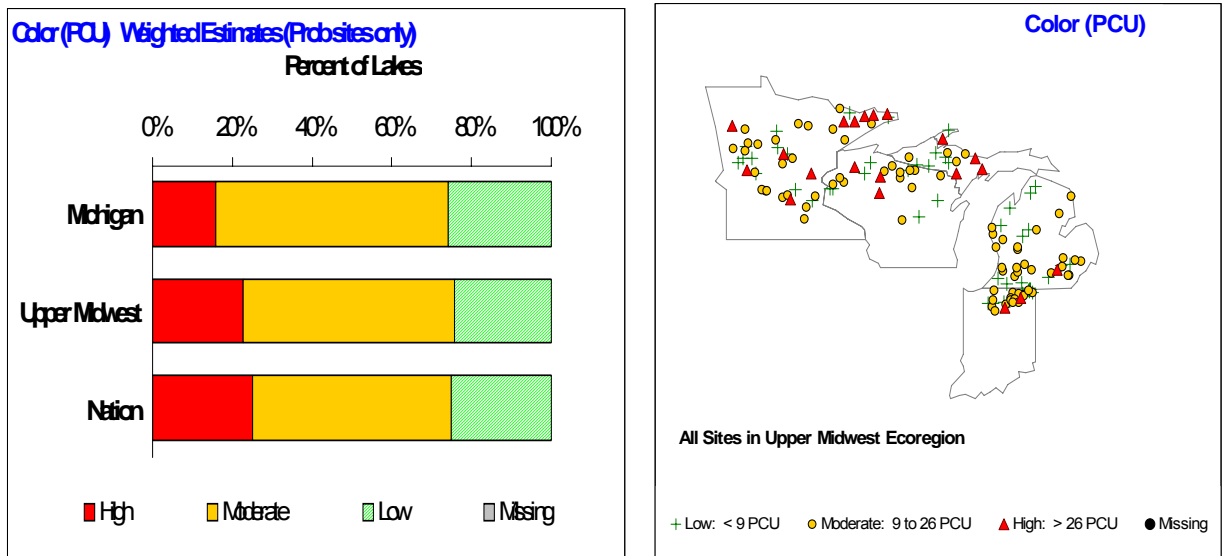 Color (PCU) Weighted Estimates (Prob sites only)
Percent of Lakes
0% 20% 40% 60% 80% 100%
Michigan
Upper Midwest
Nation
High Moderate Low Missing
Color (PCU)
All Sites in Upper Midwest Ecoregion
Low: < 9 PCU Moderate: 9 to 26 PCU High: > 26 PCU Missing